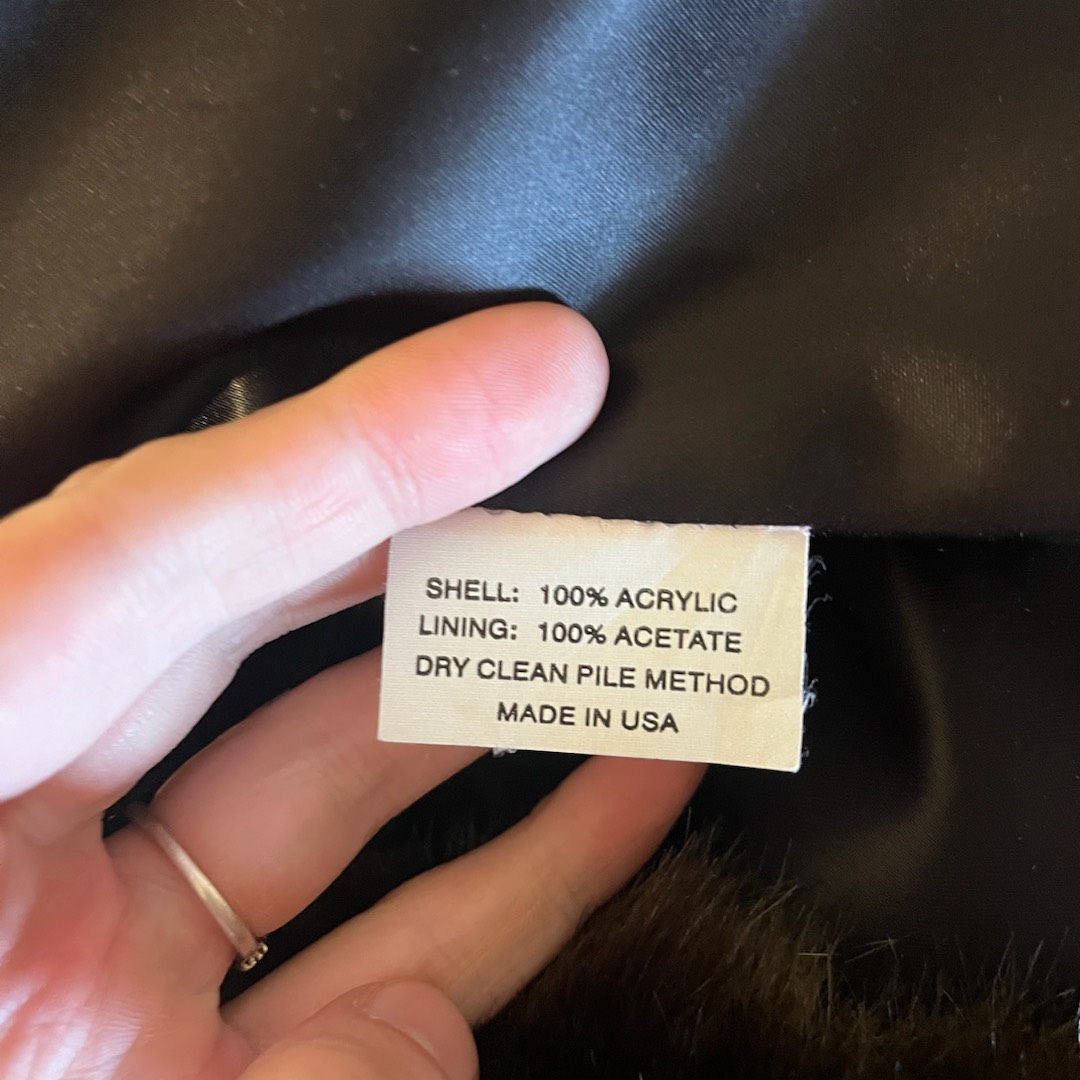 SHELL: 100% ACRYLIC
LINING: 100% ACETATE
DRY CLEAN PILE METHOD
MADE IN USA